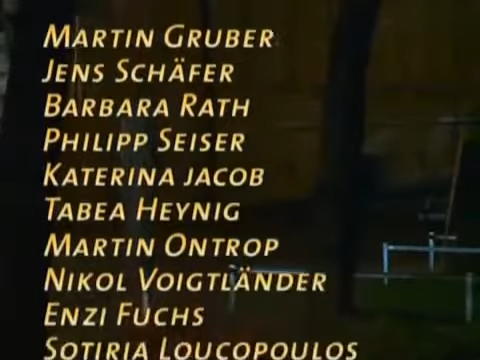 MARTIN GRUBER
JENS SCHÄFER
BARBARA RATH
PHILIPP SEISER
KATERINA JACOB
TABEA HEYNIG
MARTIN ONTROP
NIKOL VOIGTLÄNDER
ENZI FUCHS
SOTIRIA LOUCOPOULOS